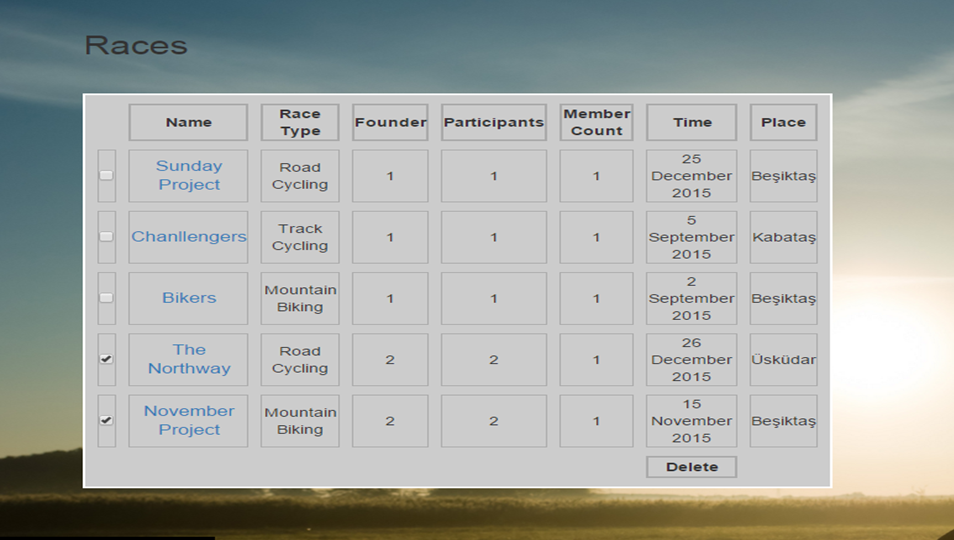 Races
Name Race Type Founder Participants Member Count Time Place
Sunday Project Road Cycling 1 1 1 25 December 2015 Beşiktaş
Chanllengers Track Cycling 1 1 1 5 September 2015 Kabataş
Bikers Mountain Biking 1 1 1 2 September 2015 Beşiktaş
The Northway Road Cycling 2 2 1 26 December 2015 Üsküdar
November Project Mountain Biking 2 2 1 15 November 2015 Beşiktaş
Delete